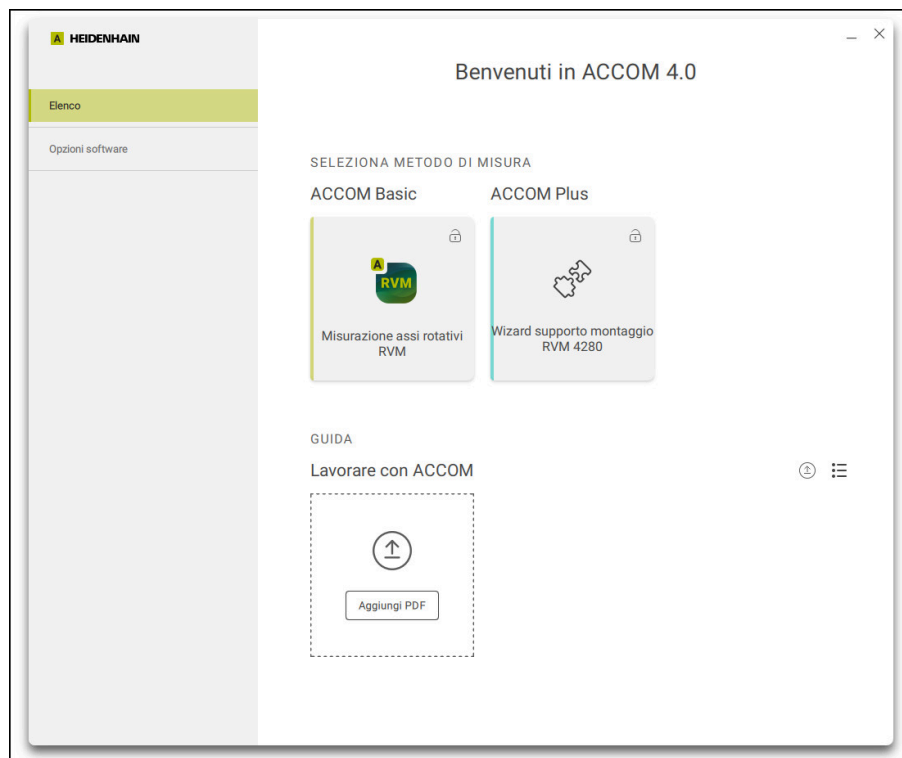 A HEIDENHAIN
Benvenuti in ACCOM 4.0
Elenco
Opzioni software
SELEZIONA METODO DI MISURA
ACCOM Basic
ACCOM Plus
A
RVM
Misurazione assi rotativi
RVM
Wizard supporto montaggio
RVM 4280
GUIDA
Lavorare con ACCOM
Aggiungi PDF